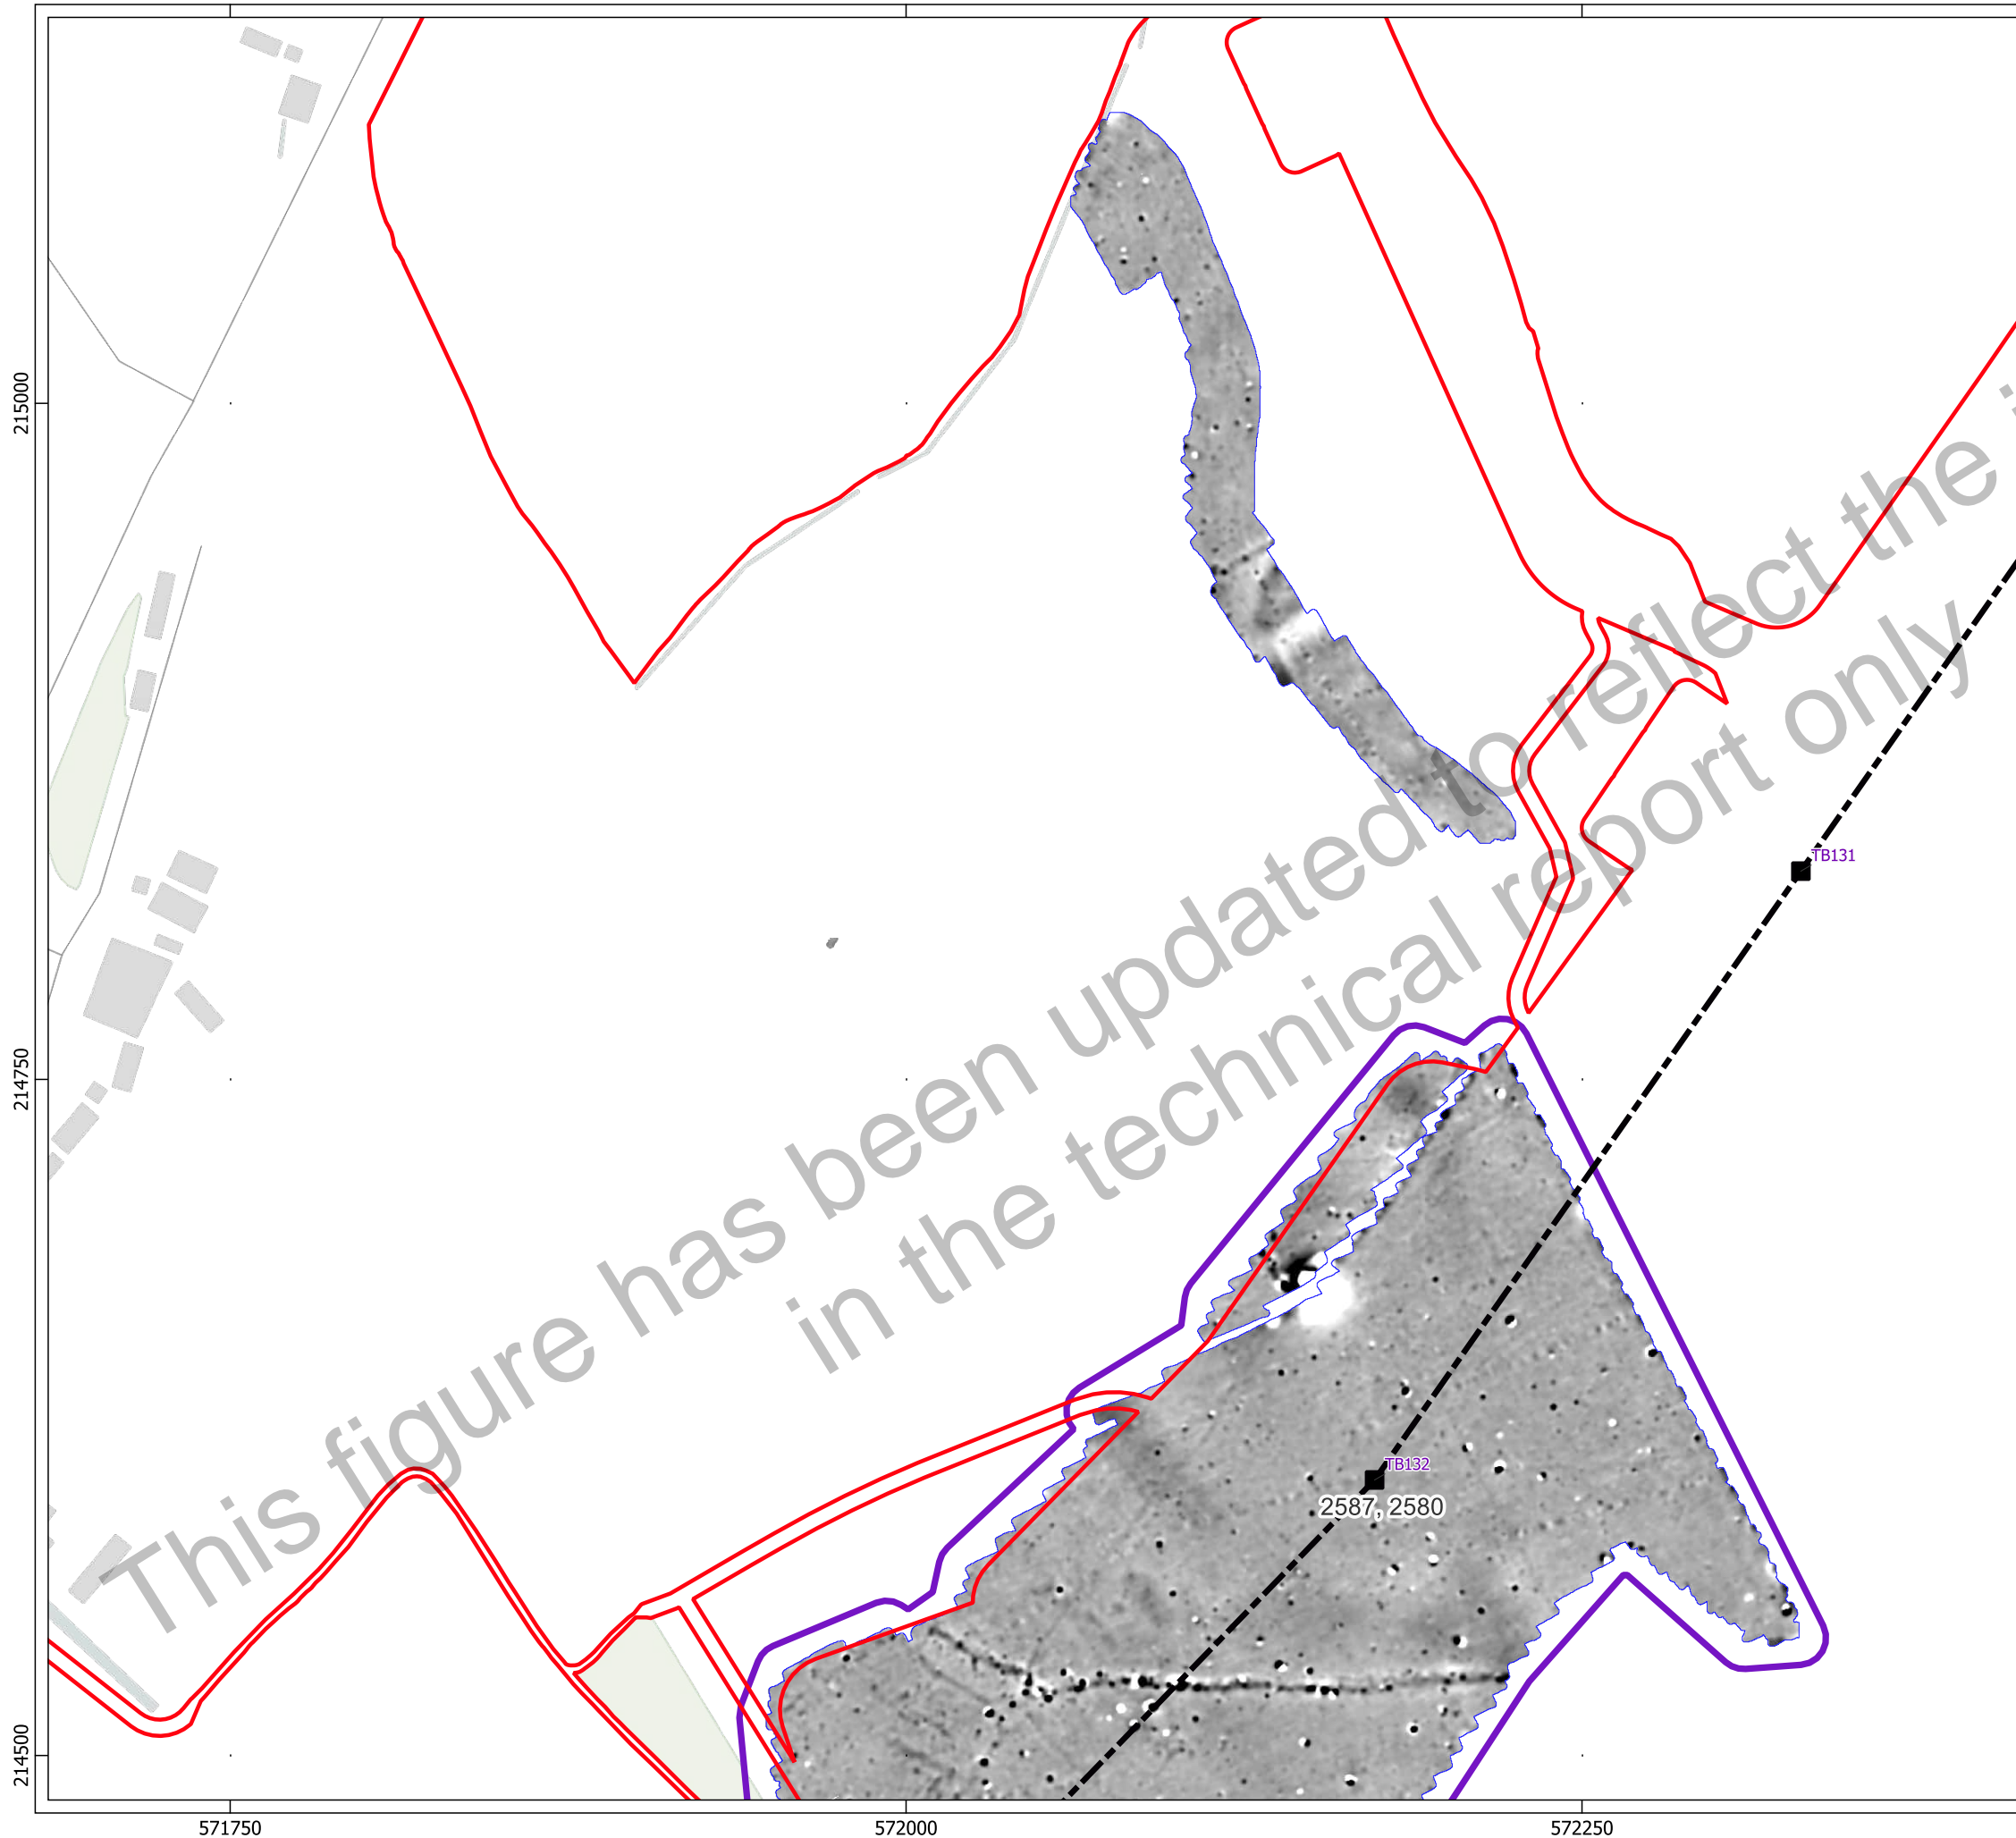 215000
214750
214500
571750
572000
572250
TB131
TB132
2587, 2580
This figure has been updated to reflect the
in the technical report only